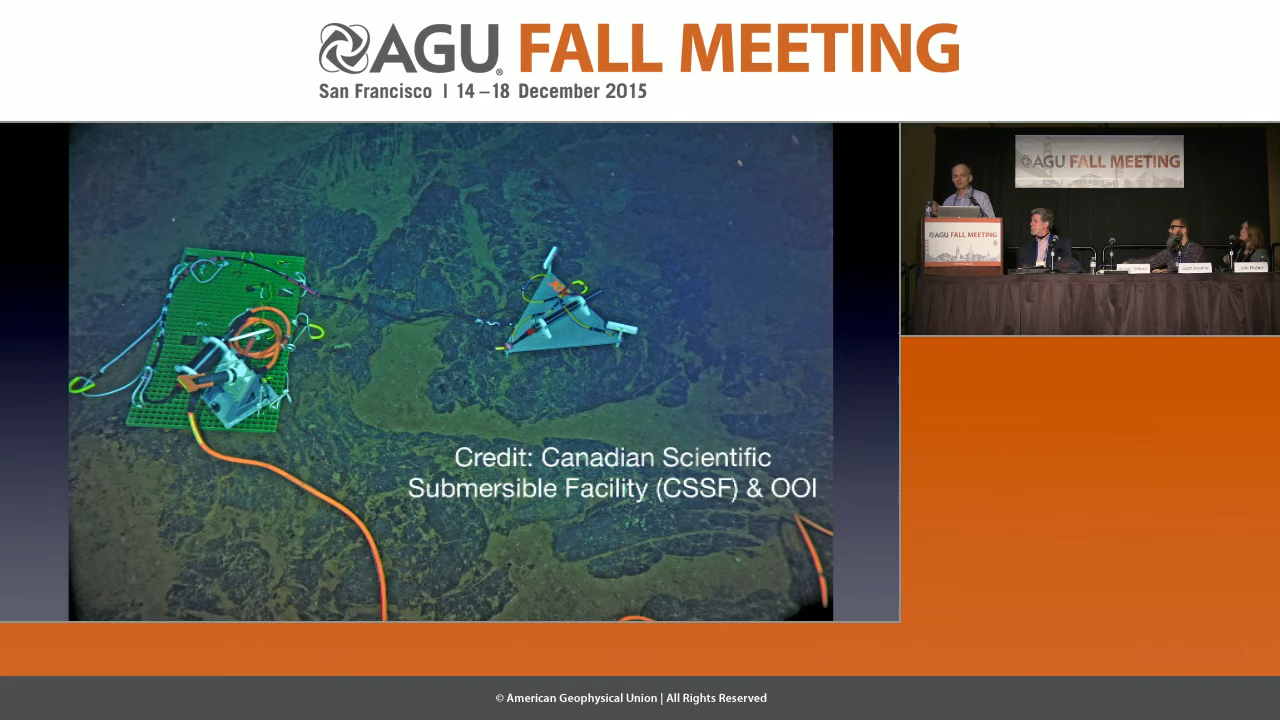 AGU FALL MEETING
San Francisco | 14 – 18 December 2015
AGU FALL MEETING
AGU FALL MEETING
Credit: Canadian Scientific
Submersible Facility (CSSF) & OOI
© American Geophysical Union | All Rights Reserved